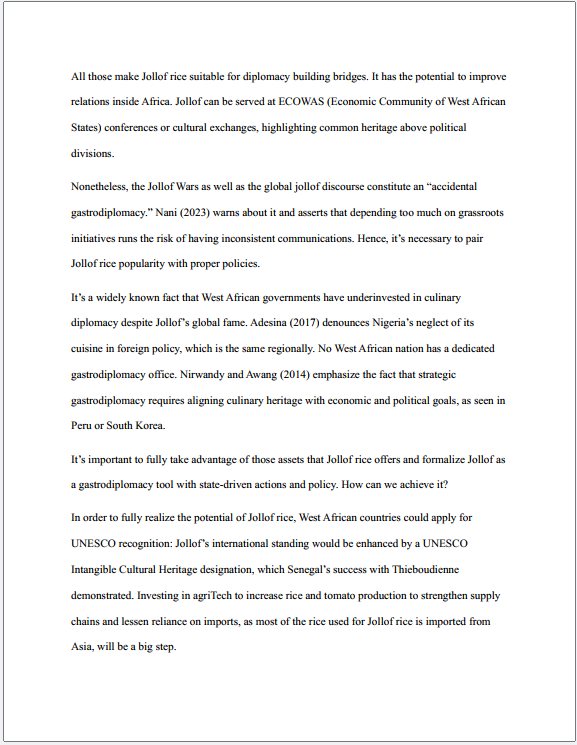 All those make Jollof rice suitable for diplomacy building bridges. It has the potential to improve
relations inside Africa. Jollof can be served at ECOWAS (Economic Community of West African
States) conferences or cultural exchanges, highlighting common heritage above political
divisions.
Nonetheless, the Jollof Wars as well as the global jollof discourse constitute an “accidental
gastrodiplomacy.” Nani (2023) warns about it and asserts that depending too much on grassroots
initiatives runs the risk of having inconsistent communications. Hence, it’s necessary to pair
Jollof rice popularity with proper policies.
It’s a widely known fact that West African governments have underinvested in culinary
diplomacy despite Jollof’s global fame. Adesina (2017) denounces Nigeria’s neglect of its
cuisine in foreign policy, which is the same regionally. No West African nation has a dedicated
gastrodiplomacy office. Nirwandy and Awang (2014) emphasize the fact that strategic
gastrodiplomacy requires aligning culinary heritage with economic and political goals, as seen in
Peru or South Korea.
It’s important to fully take advantage of those assets that Jollof rice offers and formalize Jollof as
a gastrodiplomacy tool with state-driven actions and policy. How can we achieve it?
In order to fully realize the potential of Jollof rice, West African countries could apply for
UNESCO recognition: Jollof’s international standing would be enhanced by a UNESCO
Intangible Cultural Heritage designation, which Senegal’s success with Thieboudienne
demonstrated. Investing in agriTech to increase rice and tomato production to strengthen supply
chains and lessen reliance on imports, as most of the rice used for Jollof rice is imported from
Asia, will be a big step.